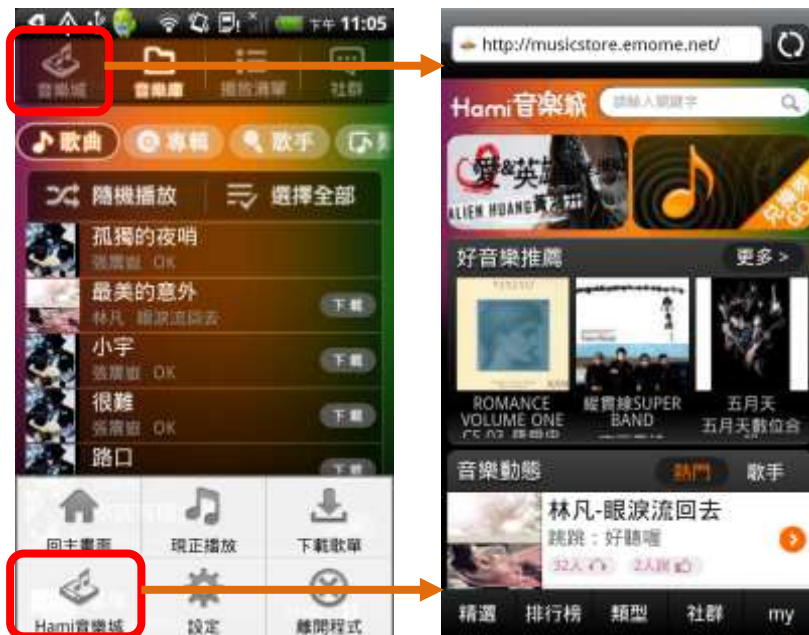 下午 11:05
音樂城 音樂庫 播放清單 社群
歌曲 專輯 歌手
隨機播放 選擇全部
孤獨的夜哨
張震嶽 OK
最美的意外
林凡 眼淚流回去
下載
小宇
張震嶽 OK
下載
很難
張震嶽 OK
下載
路口
下載
回主畫面 現正播放 下載歌單
Hami音樂城 設定 離開程式
http://musicstore.emome.net/
Hami音樂城 請輸入關鍵字
愛&英雄
ALIEN HUANG
好音樂推薦 更多 >
ROMANCE
VOLUME ONE
縱貫線SUPER
BAND
五月天
五月天數位合
音樂動態 熱門 歌手
林凡-眼淚流回去
跳跳：好聽喔
32人 2人說
精選 排行榜 類型 社群 my